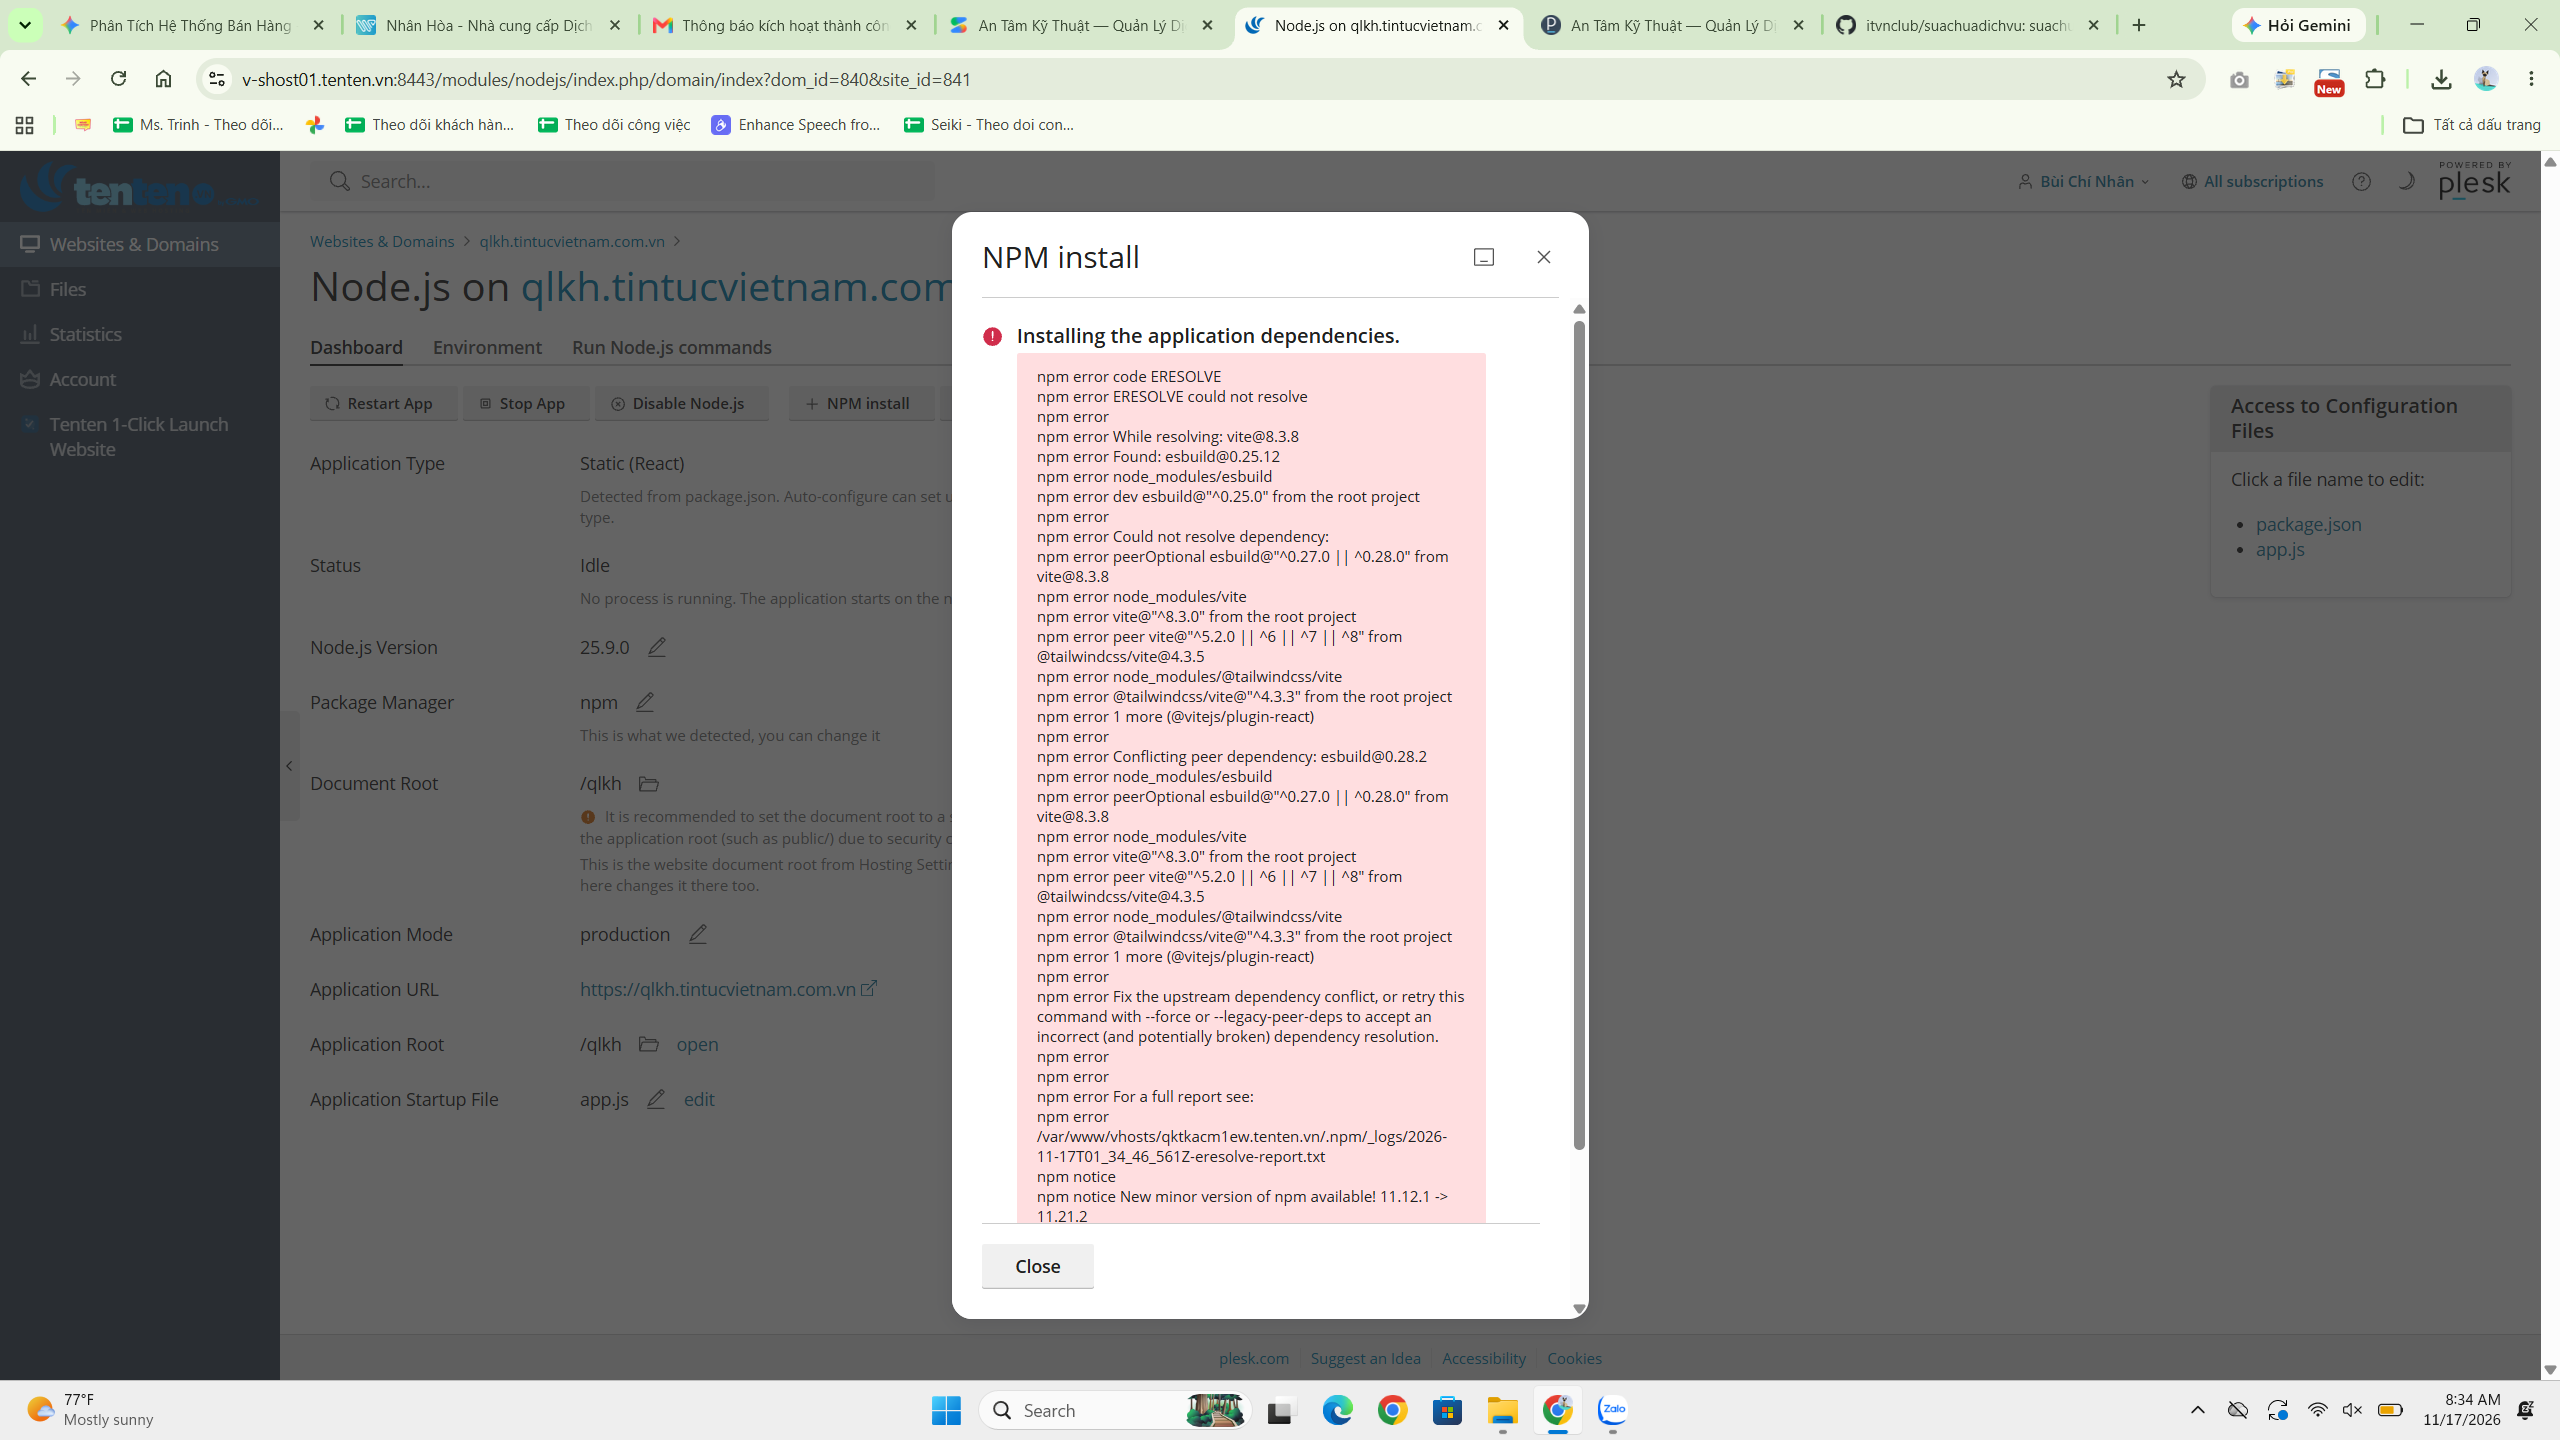 Phân Tích Hệ Thống Bán Hàng
Nhân Hòa - Nhà cung cấp Dịch
Thông báo kích hoạt thành côn
An Tâm Kỹ Thuật — Quản Lý Dị
Node.js on qlkh.tintucvietnam.c
An Tâm Kỹ Thuật — Quản Lý Dị
itvnclub/suachuadichvu: suachu
Hỏi Gemini
v-shost01.tenten.vn:8443/modules/nodejs/index.php/domain/index?dom_id=840&site_id=841
New
Ms. Trinh - Theo dõi...
Theo dõi khách hàn...
Theo dõi công việc
Enhance Speech fro...
Seiki - Theo doi con...
Tất cả dấu trang
tenten
Search...
Bùi Chí Nhân
All subscriptions
POWERED BY
plesk
Websites & Domains
Files
Statistics
Account
Tenten 1-Click Launch
Website
Websites & Domains > qlkh.tintucvietnam.com.vn >
Node.js on qlkh.tintucvietnam.com
Dashboard
Environment
Run Node.js commands
Restart App
Stop App
Disable Node.js
NPM install
Application Type
Static (React)
Detected from package.json. Auto-configure can set u
type.
Status
Idle
No process is running. The application starts on the n
Node.js Version
25.9.0
Package Manager
npm
This is what we detected, you can change it
Document Root
/qlkh
It is recommended to set the document root to a s
the application root (such as public/) due to security c
This is the website document root from Hosting Settin
here changes it there too.
Application Mode
production
Application URL
https://qlkh.tintucvietnam.com.vn
Application Root
/qlkh
open
Application Startup File
app.js
edit
NPM install
Installing the application dependencies.
npm error code ERESOLVE
npm error ERESOLVE could not resolve
npm error
npm error While resolving: vite@8.3.8
npm error Found: esbuild@0.25.12
npm error node_modules/esbuild
npm error dev esbuild@"^0.25.0" from the root project
npm error
npm error Could not resolve dependency:
npm error peerOptional esbuild@"^0.27.0 || ^0.28.0" from
vite@8.3.8
npm error node_modules/vite
npm error vite@"^8.3.0" from the root project
npm error peer vite@"^5.2.0 || ^6 || ^7 || ^8" from
@tailwindcss/vite@4.3.5
npm error node_modules/@tailwindcss/vite
npm error @tailwindcss/vite@"^4.3.3" from the root project
npm error 1 more (@vitejs/plugin-react)
npm error
npm error Conflicting peer dependency: esbuild@0.28.2
npm error node_modules/esbuild
npm error peerOptional esbuild@"^0.27.0 || ^0.28.0" from
vite@8.3.8
npm error node_modules/vite
npm error vite@"^8.3.0" from the root project
npm error peer vite@"^5.2.0 || ^6 || ^7 || ^8" from
@tailwindcss/vite@4.3.5
npm error node_modules/@tailwindcss/vite
npm error @tailwindcss/vite@"^4.3.3" from the root project
npm error 1 more (@vitejs/plugin-react)
npm error
npm error Fix the upstream dependency conflict, or retry this
command with --force or --legacy-peer-deps to accept an
incorrect (and potentially broken) dependency resolution.
npm error
npm error
npm error For a full report see:
npm error
/var/www/vhosts/qktkacm1ew.tenten.vn/.npm/_logs/2026-
11-17T01_34_46_561Z-eresolve-report.txt
npm notice
npm notice New minor version of npm available! 11.12.1 ->
11.21.2
Close
Access to Configuration
Files
Click a file name to edit:
package.json
app.js
plesk.com
Suggest an Idea
Accessibility
Cookies
77°F
Mostly sunny
Search
Zalo
8:34 AM
11/17/2026